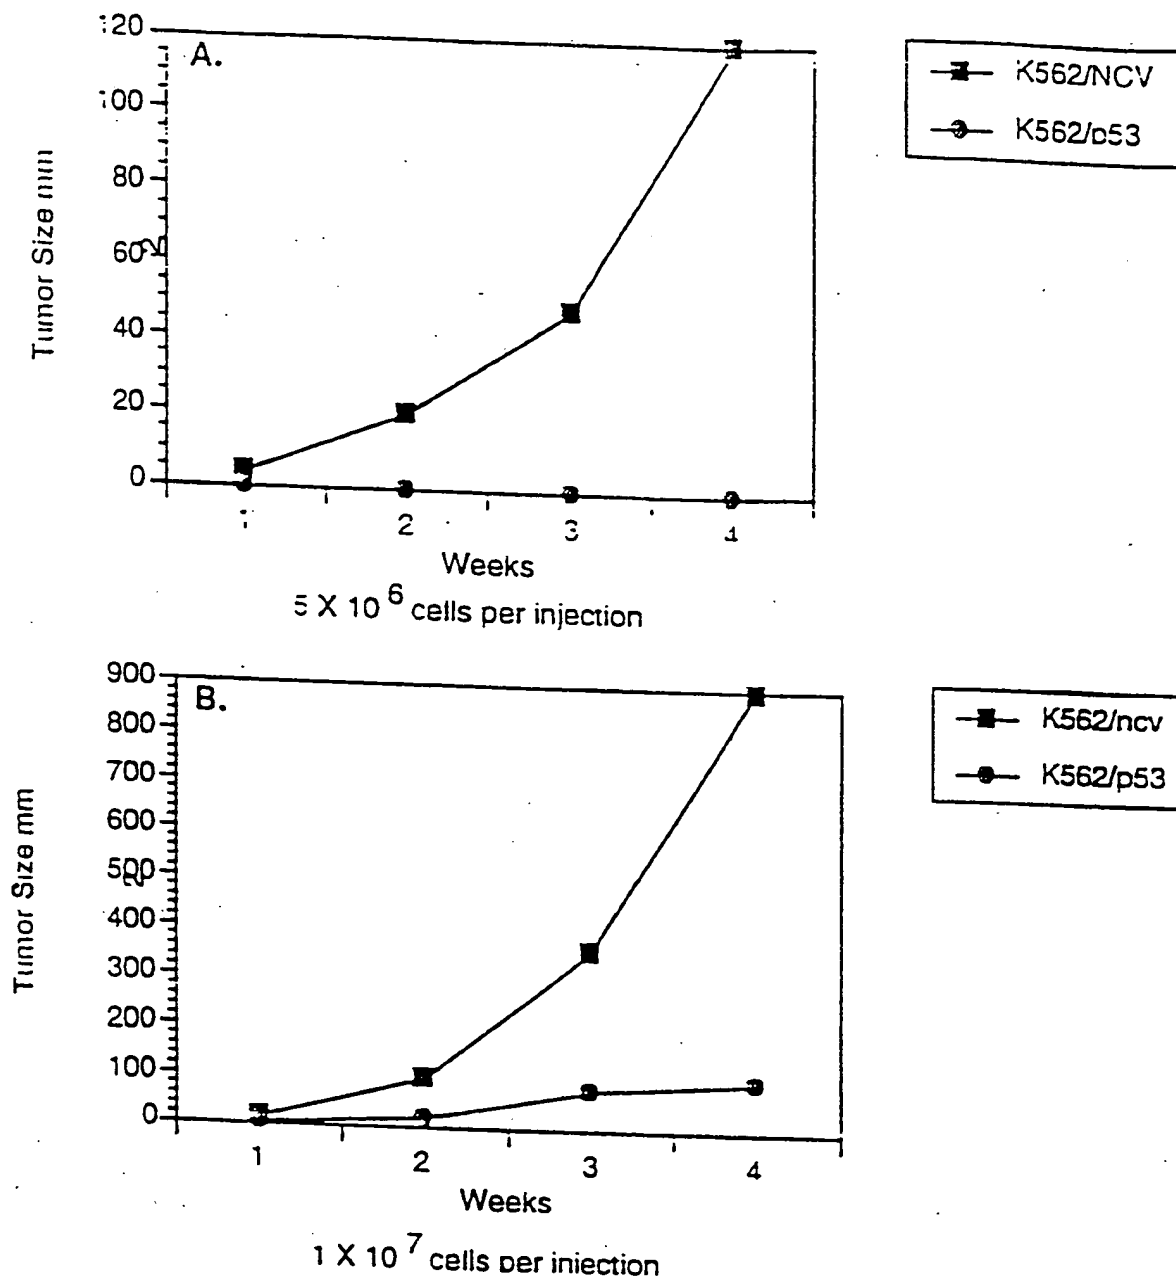 A.
120
100
80
60
40
20
0
Tumor Size mm
2
1 2 3 4
Weeks
5 X 10 6 cells per injection
K562/NCV
K562/p53
B.
900
800
700
600
500
400
300
200
100
0
Tumor Size mm
2
1 2 3 4
Weeks
1 X 10 7 cells per injection
K562/ncv
K562/p53